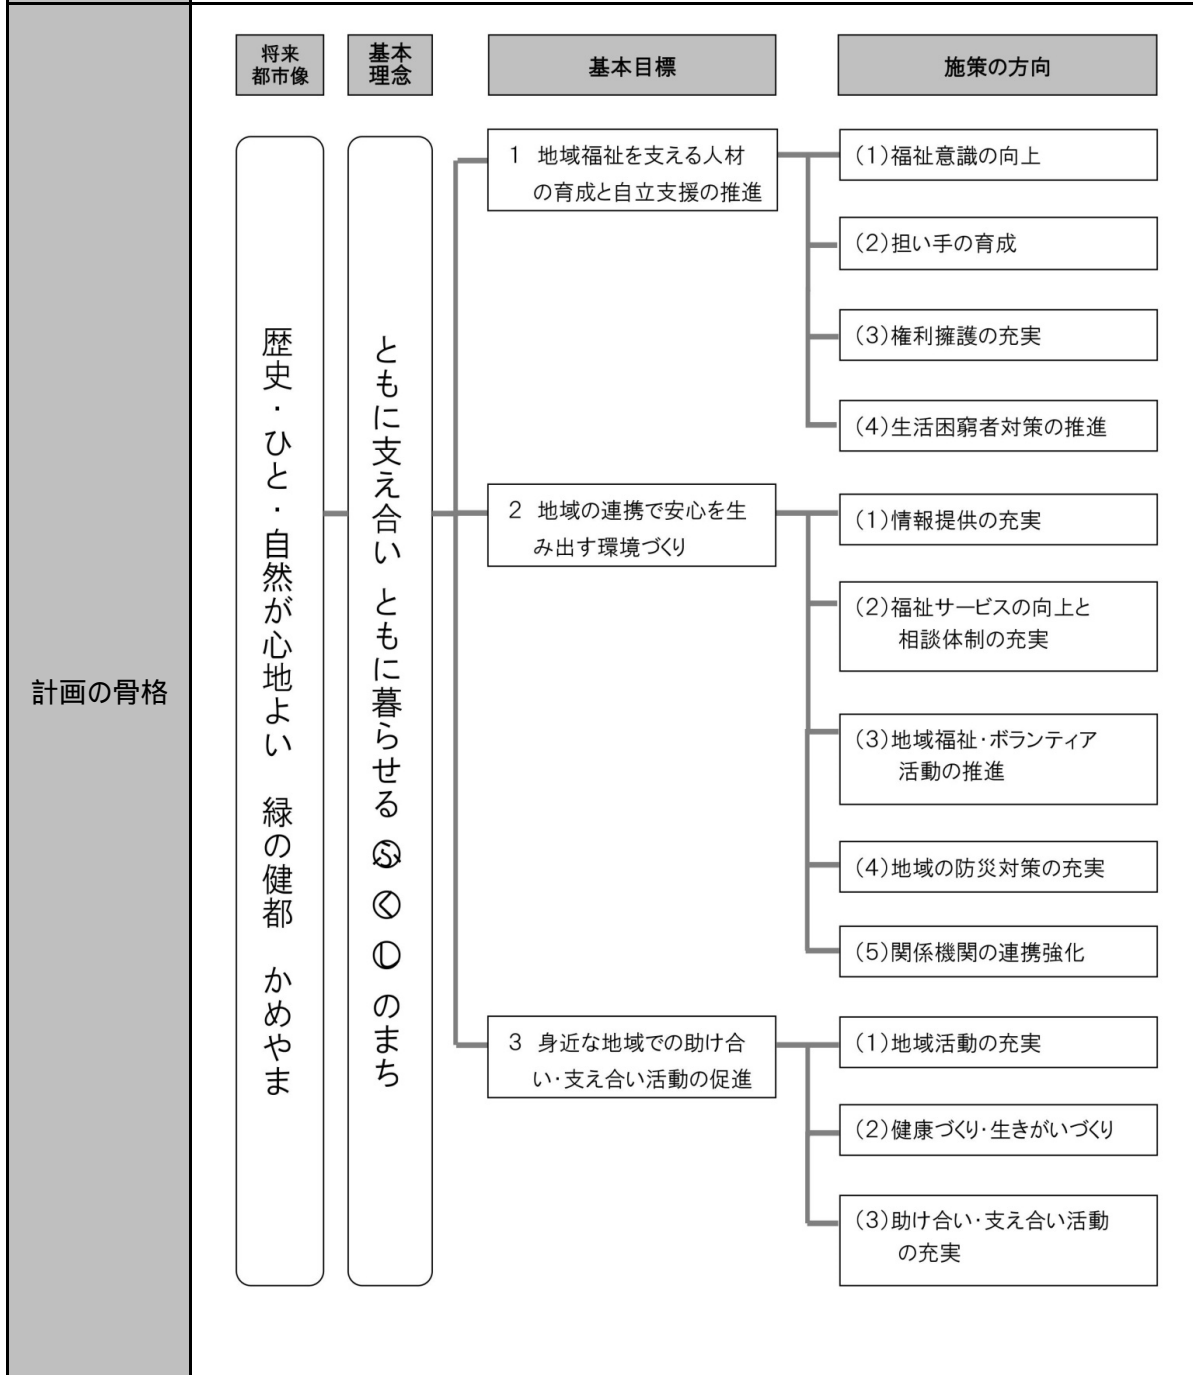 計画の骨格
将来
都市像
基本
理念
基本目標
施策の方向
歴史・ひと・自然が心地よい　緑の健都　かめやま
ともに支え合い ともに暮らせる ふくしのまち
1 地域福祉を支える人材
の育成と自立支援の推進
(1)福祉意識の向上
(2)担い手の育成
(3)権利擁護の充実
(4)生活困窮者対策の推進
2 地域の連携で安心を生
み出す環境づくり
(1)情報提供の充実
(2)福祉サービスの向上と
相談体制の充実
(3)地域福祉・ボランティア
活動の推進
(4)地域の防災対策の充実
(5)関係機関の連携強化
3 身近な地域での助け合
い・支え合い活動の促進
(1)地域活動の充実
(2)健康づくり・生きがいづくり
(3)助け合い・支え合い活動
の充実